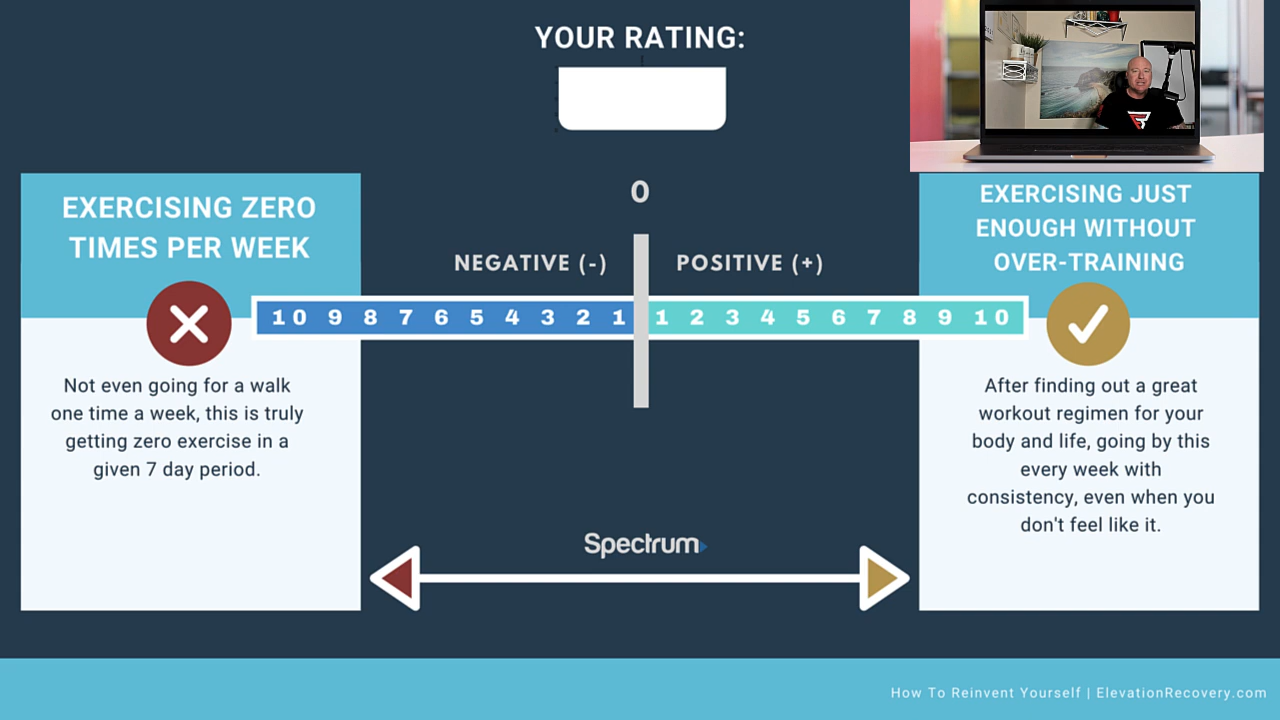 YOUR RATING:
EXERCISING ZERO
TIMES PER WEEK
0
NEGATIVE (-)
POSITIVE (+)
10 9 8 7 6 5 4 3 2 1
1 2 3 4 5 6 7 8 9 10
Not even going for a walk
one time a week, this is truly
getting zero exercise in a
given 7 day period.
EXERCISING JUST
ENOUGH WITHOUT
OVER-TRAINING
After finding out a great
workout regimen for your
body and life, going by this
every week with
consistency, even when you
don't feel like it.
Spectrum
How To Reinvent Yourself | ElevationRecovery.com